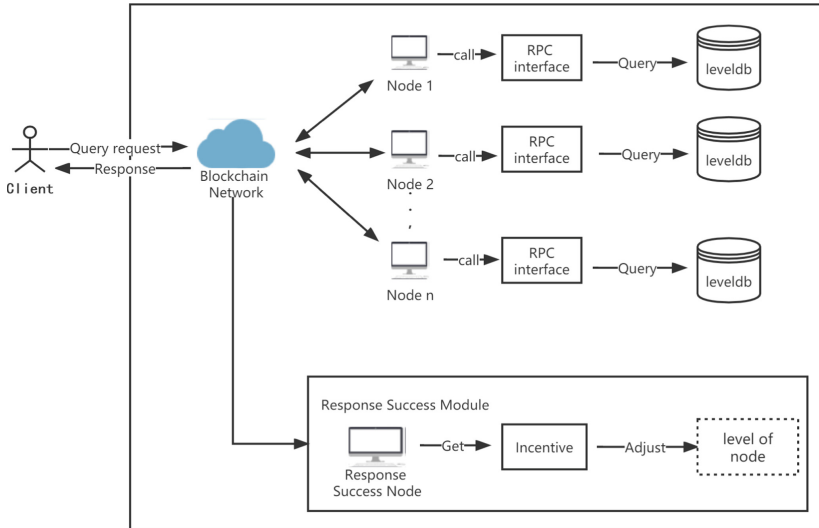 call
RPC
interface
Query
leveldb
Node 1
Query request
Response
Client
Blockchain
Network
call
RPC
interface
Query
leveldb
Node 2
call
RPC
interface
Query
leveldb
Node n
Response Success Module
Get
Incentive
Adjust
level of
node
Response
Success Node